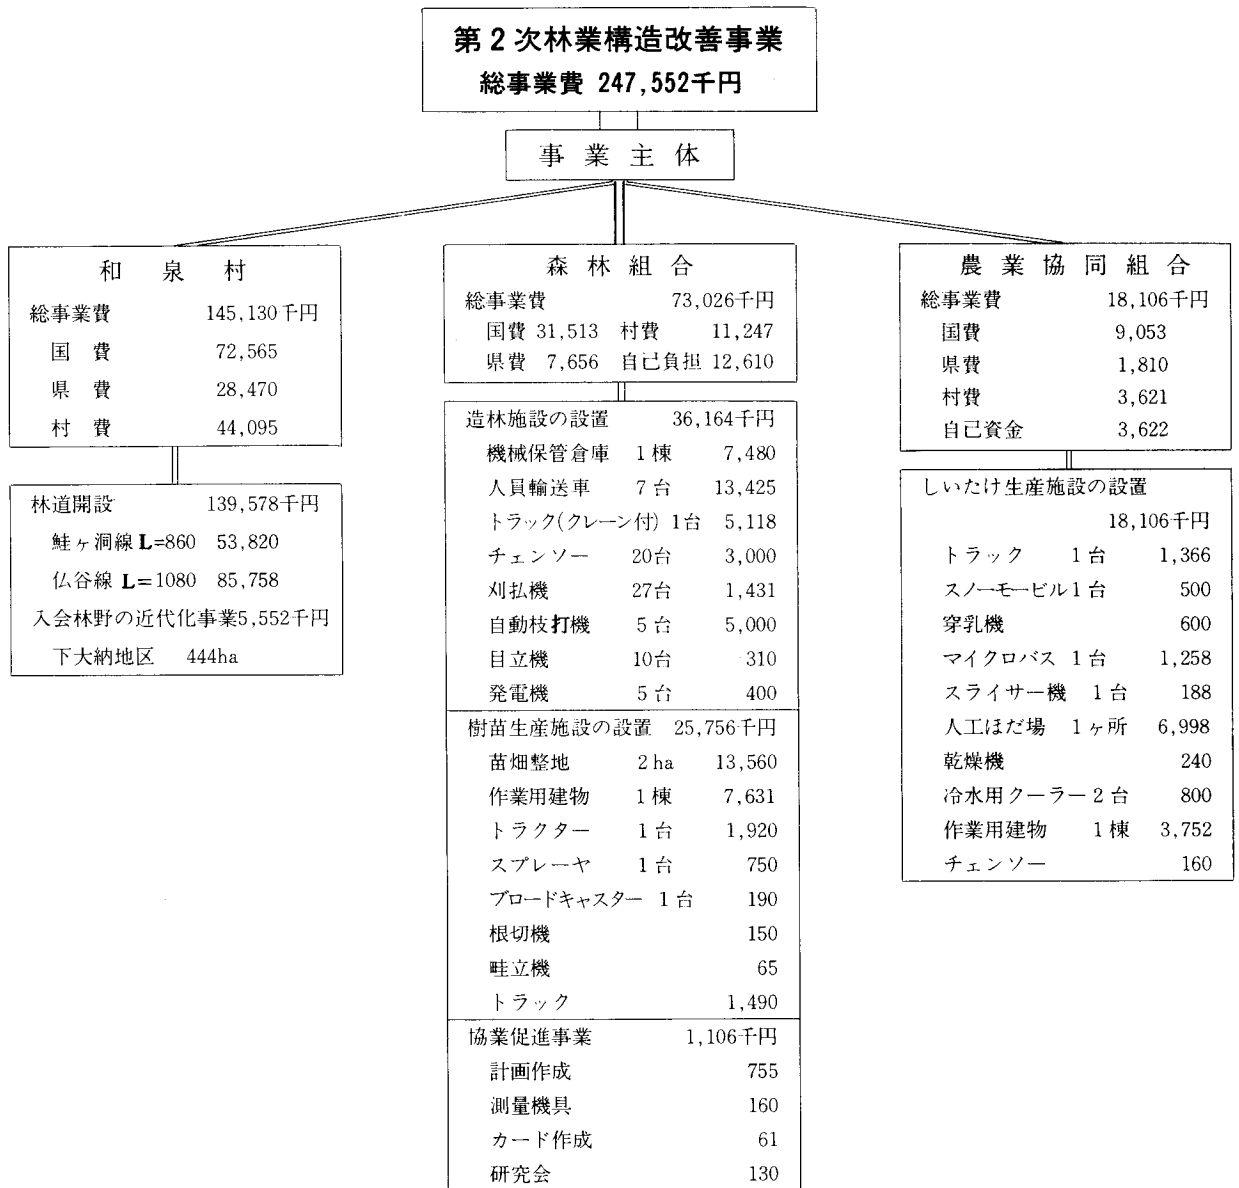 第2次林業構造改善事業
総事業費 247,552千円
事業主体
和泉村
総事業費 145,130千円
国費 72,565
県費 28,470
村費 44,095
林道開設 139,578千円
鮭ヶ洞線 L=860 53,820
仏谷線 L=1080 85,758
入会林野の近代化事業5,552千円
下大納地区 444ha
森林組合
総事業費 73,026千円
国費 31,513 村費 11,247
県費 7,656 自己負担 12,610
造林施設の設置 36,164千円
機械保管倉庫 1棟 7,480
人員輸送車 7台 13,425
トラック(クレーン付) 1台 5,118
チェンソー 20台 3,000
刈払機 27台 1,431
自動枝打機 5台 5,000
目立機 10台 310
発電機 5台 400
樹苗生産施設の設置 25,756千円
苗畑整地 2ha 13,560
作業用建物 1棟 7,631
トラクター 1台 1,920
スプレーヤ 1台 750
ブロードキャスター 1台 190
根切機 150
畦立機 65
トラック 1,490
協業促進事業 1,106千円
計画作成 755
測量機具 160
カード作成 61
研究会 130
農業協同組合
総事業費 18,106千円
国費 9,053
県費 1,810
村費 3,621
自己資金 3,622
しいたけ生産施設の設置
18,106千円
トラック 1台 1,366
スノーモービル1台 500
穿乳機 600
マイクロバス 1台 1,258
スライサー機 1台 188
人工ほだ場 1ヶ所 6,998
乾燥機 240
冷水用クーラー2台 800
作業用建物 1棟 3,752
チェンソー 160